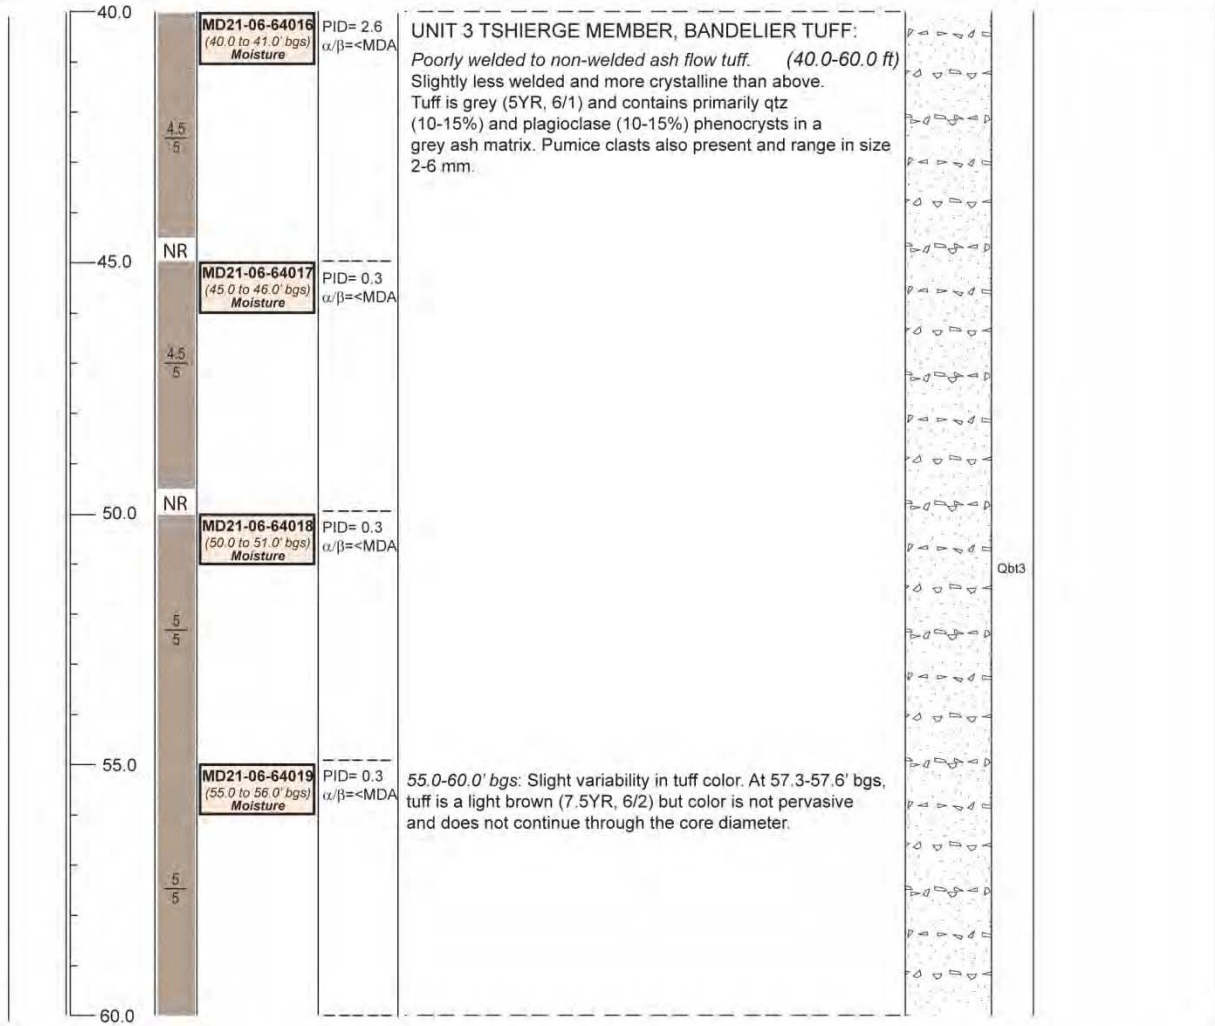 40.0
MD21-06-64016
(40.0 to 41.0' bgs)
Moisture
PID= 2.6
α/β=<MDA
UNIT 3 TSHIERGE MEMBER, BANDELIER TUFF:
Poorly welded to non-welded ash flow tuff. (40.0-60.0 ft)
Slightly less welded and more crystalline than above.
Tuff is grey (5YR, 6/1) and contains primarily qtz
(10-15%) and plagioclase (10-15%) phenocrysts in a
grey ash matrix. Pumice clasts also present and range in size
2-6 mm.
4.5
5
NR
45.0
MD21-06-64017
(45.0 to 46.0' bgs)
Moisture
PID= 0.3
α/β=<MDA
4.5
5
NR
50.0
MD21-06-64018
(50.0 to 51.0' bgs)
Moisture
PID= 0.3
α/β=<MDA
Qbt3
5
5
55.0
MD21-06-64019
(55.0 to 56.0' bgs)
Moisture
PID= 0.3
α/β=<MDA
55.0-60.0' bgs: Slight variability in tuff color. At 57.3-57.6' bgs,
tuff is a light brown (7.5YR, 6/2) but color is not pervasive
and does not continue through the core diameter.
5
5
60.0